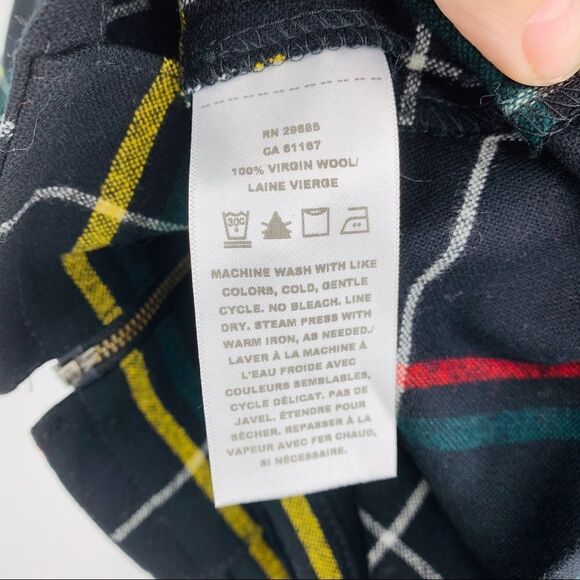 RN 29685
CA 61167
100% VIRGIN WOOL/
LAINE VIERGE
30C
MACHINE WASH WITH LIKE
COLORS, COLD, GENTLE
CYCLE. NO BLEACH. LINE
DRY. STEAM PRESS WITH
WARM IRON, AS NEEDED./
LAVER À LA MACHINE À
L'EAU FROIDE AVEC
COULEURS SEMBLABLES,
CYCLE DÉLICAT. PAS DE
JAVEL. ÉTENDRE POUR
SÈCHER. REPASSER À LA
VAPEUR AVEC FER CHAUD,
SI NÉCESSAIRE.